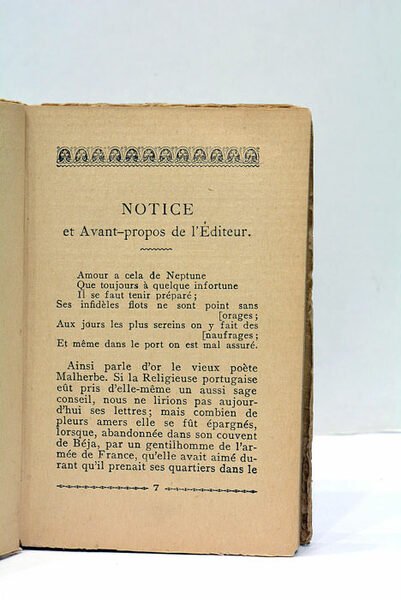 NOTICE
et Avant-propos de l'Éditeur.
Amour a cela de Neptune
Que toujours à quelque infortune
Il se faut tenir préparé ;
Ses infidèles flots ne sont point sans
[orages ;
Aux jours les plus sereins on y fait des
[naufrages ;
Et même dans le port on est mal assuré.
Ainsi parle d'or le vieux poète
Malherbe. Si la Religieuse portugaise
eût pris d'elle-même un aussi sage
conseil, nous ne lirions pas aujour-
d'hui ses lettres ; mais combien de
pleurs amers elle se fût épargnés,
lorsque, abandonnée dans son couvent
de Béja, par un gentilhomme de l'ar-
mée de France, qu'elle avait aimé du-
rant qu'il prenait ses quartiers dans le
7